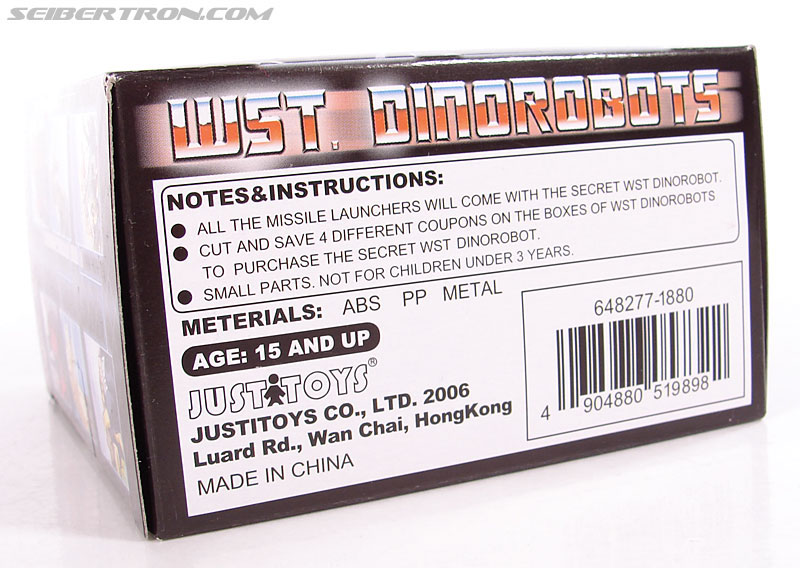 SEIBERTRON.COM
WST. DINOROBOTS
NOTES&INSTRUCTIONS:
● ALL THE MISSILE LAUNCHERS WILL COME WITH THE SECRET WST DINOROBOT.
● CUT AND SAVE 4 DIFFERENT COUPONS ON THE BOXES OF WST DINOROBOTS
TO PURCHASE THE SECRET WST DINOROBOT.
● SMALL PARTS. NOT FOR CHILDREN UNDER 3 YEARS.
METERIALS: ABS PP METAL
AGE: 15 AND UP
JUSTITOYS®
JUSTITOYS CO., LTD. 2006
Luard Rd., Wan Chai, HongKong
MADE IN CHINA
648277-1880
4 904880 519898